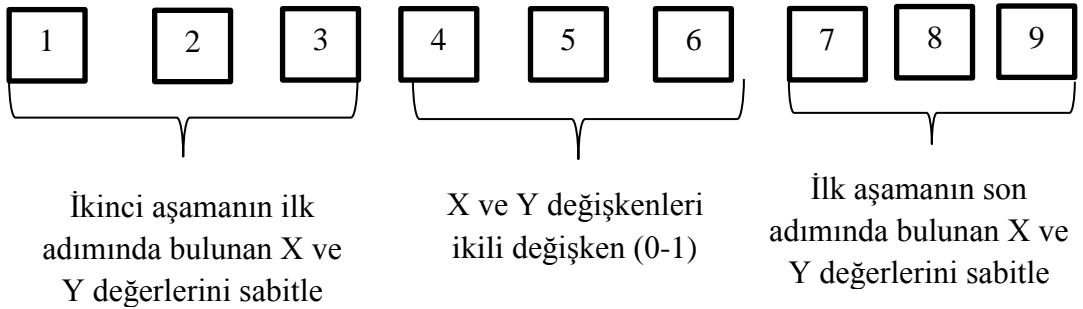 1 2 3 4 5 6 7 8 9
İkinci aşamanın ilk
adımında bulunan X ve
Y değerlerini sabitle
X ve Y değişkenleri
ikili değişken (0-1)
İlk aşamanın son
adımında bulunan X ve
Y değerlerini sabitle